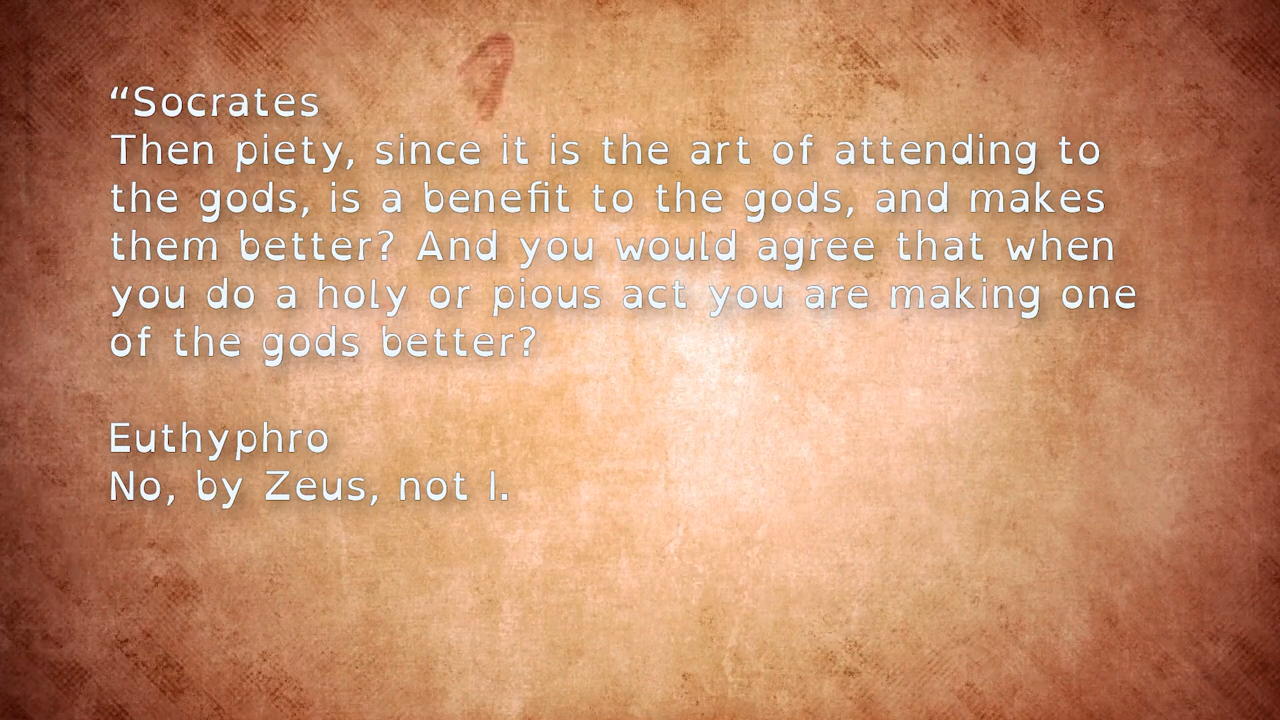 “Socrates
Then piety, since it is the art of attending to
the gods, is a benefit to the gods, and makes
them better? And you would agree that when
you do a holy or pious act you are making one
of the gods better?
Euthyphro
No, by Zeus, not I.